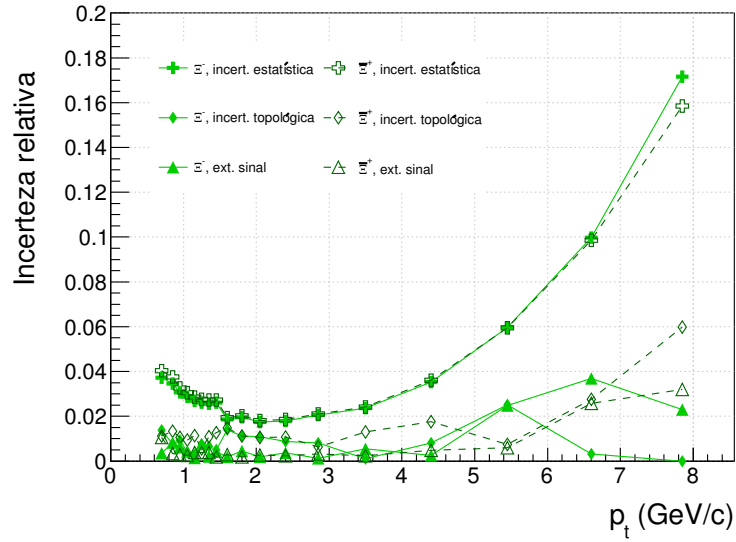 Incerteza relativa
0.2
0.18
0.16
0.14
0.12
0.1
0.08
0.06
0.04
0.02
0
Ξ⁻, incert. estatística
Ξ̅⁺, incert. estatística
Ξ⁻, incert. topológica
Ξ̅⁺, incert. topológica
Ξ⁻, ext. sinal
Ξ̅⁺, ext. sinal
0 1 2 3 4 5 6 7 8
p_t (GeV/c)